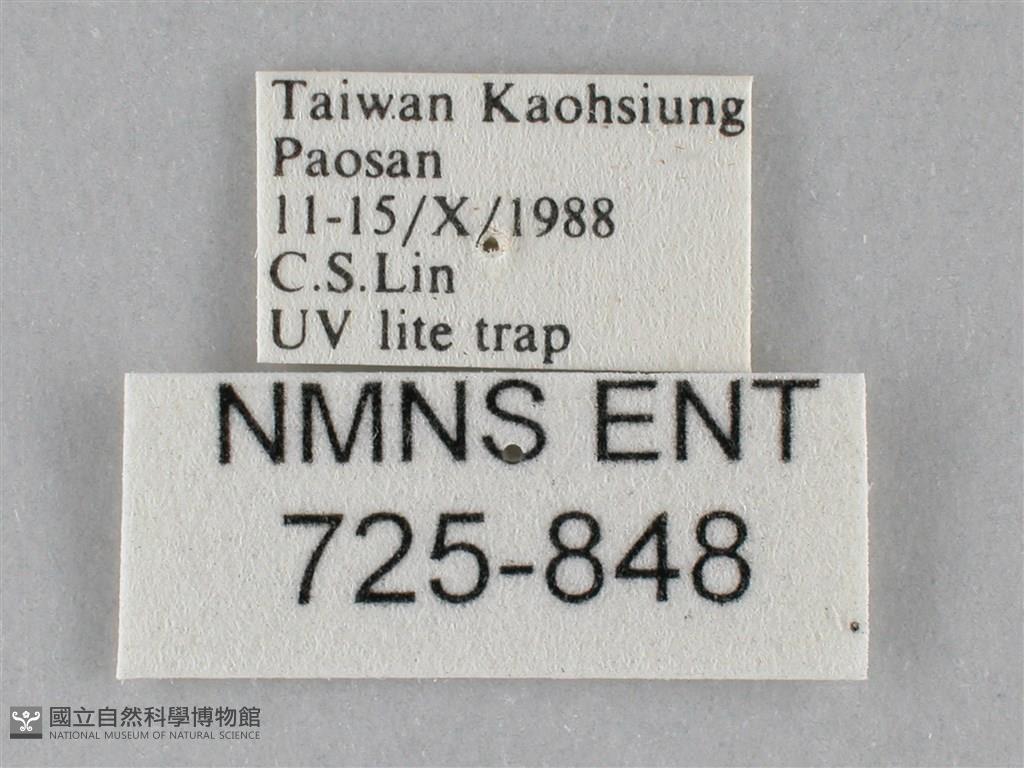 Taiwan Kaohsiung
Paosan
11-15/X/1988
C.S.Lin
UV lite trap
NMNS ENT
725-848
國立自然科學博物館
NATIONAL MUSEUM OF NATURAL SCIENCE